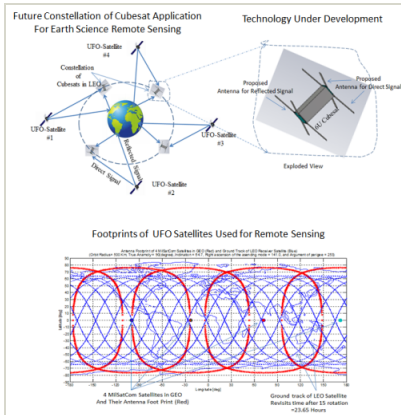 Future Constellation of Cubesat Application
For Earth Science Remote Sensing
Technology Under Development
UFO-Satellite
#4
Constellation
of
Cubesats in LEO
UFO-Satellite
#1
UFO-Satellite
#3
UFO-Satellite
#2
Direct Signal
Reflected Signal
Proposed
Antenna for Reflected Signal
Proposed
Antenna for Direct Signal
6U Cubesat
Exploded View
Footprints of UFO Satellites Used for Remote Sensing
Longitude [deg]
4 MilSatCom Satellites in GEO
And Their Antenna Foot Print (Red)
Ground track of LEO Satellite
Revisits time after 15 rotation
=23.65 Hours